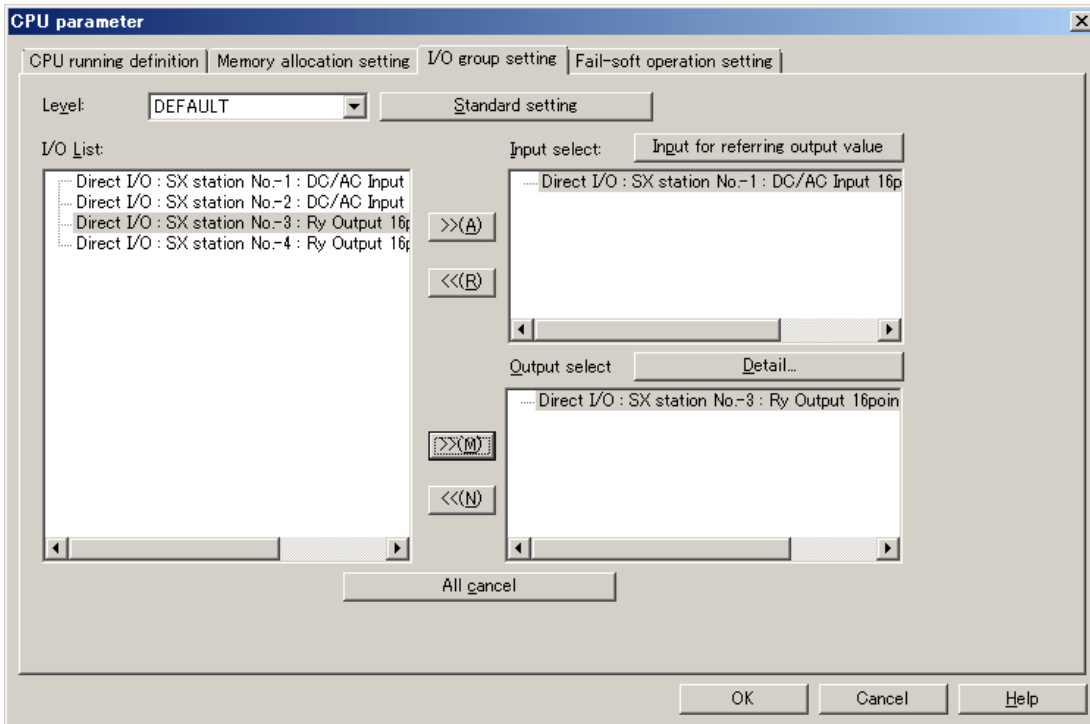 CPU parameter
CPU running definition
Memory allocation setting
I/O group setting
Fail-soft operation setting
Level:
DEFAULT
Standard setting
I/O List:
Direct I/O : SX station No.-1 : DC/AC Input
Direct I/O : SX station No.-2 : DC/AC Input
Direct I/O : SX station No.-3 : Ry Output 16p
Direct I/O : SX station No.-4 : Ry Output 16p
>>(A)
<<(R)
Input select:
Input for referring output value
Direct I/O : SX station No.-1 : DC/AC Input 16p
Output select
Detail...
Direct I/O : SX station No.-3 : Ry Output 16poin
>>(M)
<<(N)
All cancel
OK
Cancel
Help